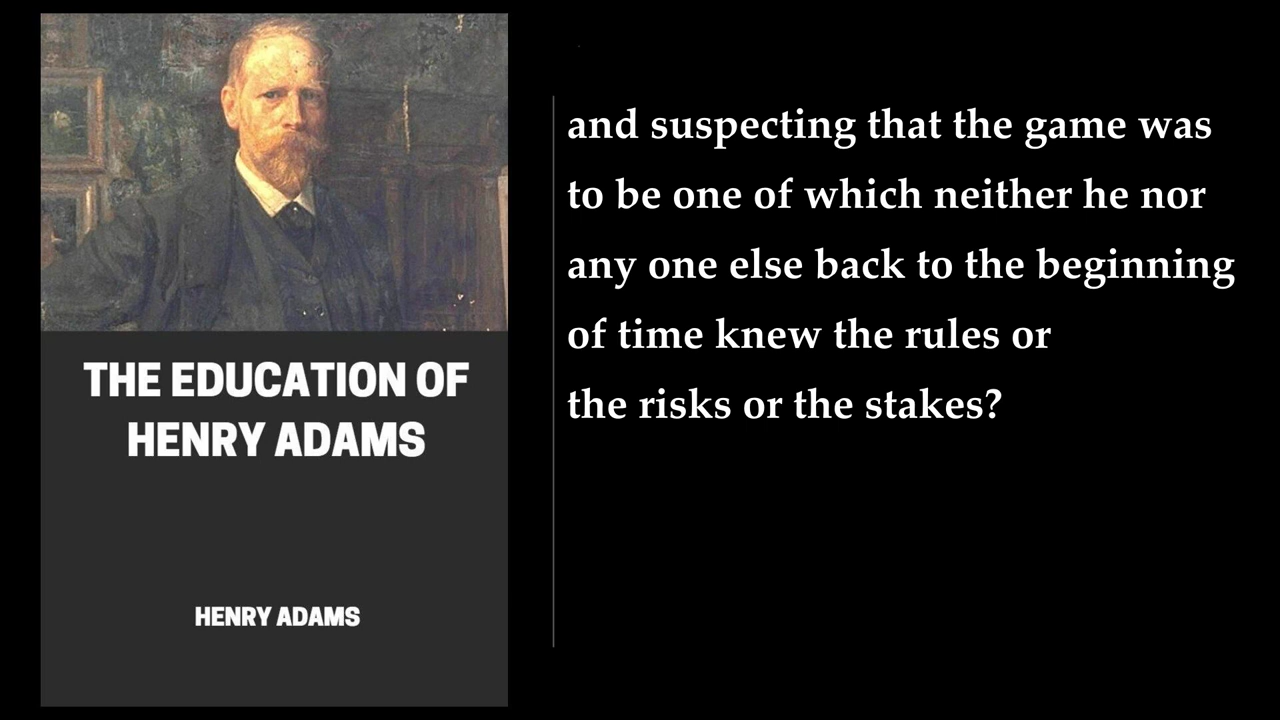 THE EDUCATION OF
HENRY ADAMS
HENRY ADAMS
and suspecting that the game was
to be one of which neither he nor
any one else back to the beginning
of time knew the rules or
the risks or the stakes?